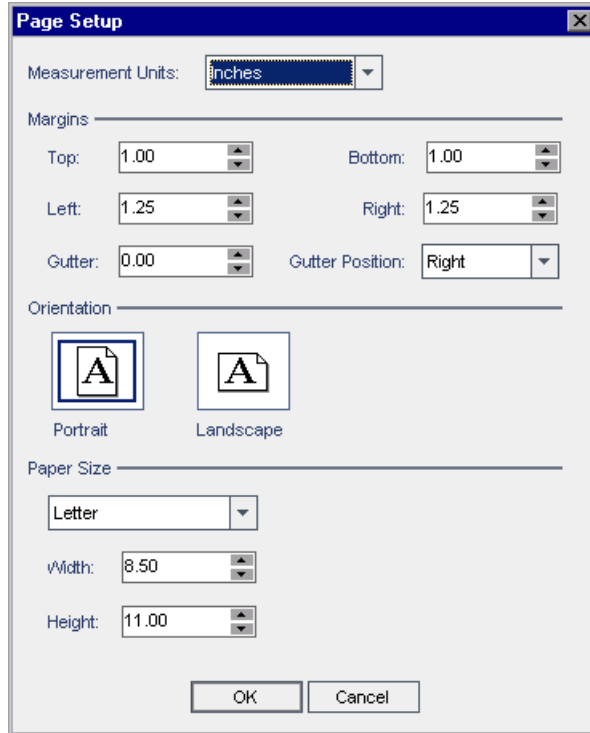 Page Setup
Measurement Units: Inches
Margins
Top: 1.00 Bottom: 1.00
Left: 1.25 Right: 1.25
Gutter: 0.00 Gutter Position: Right
Orientation
A A
Portrait Landscape
Paper Size
Letter
Width: 8.50
Height: 11.00
OK Cancel